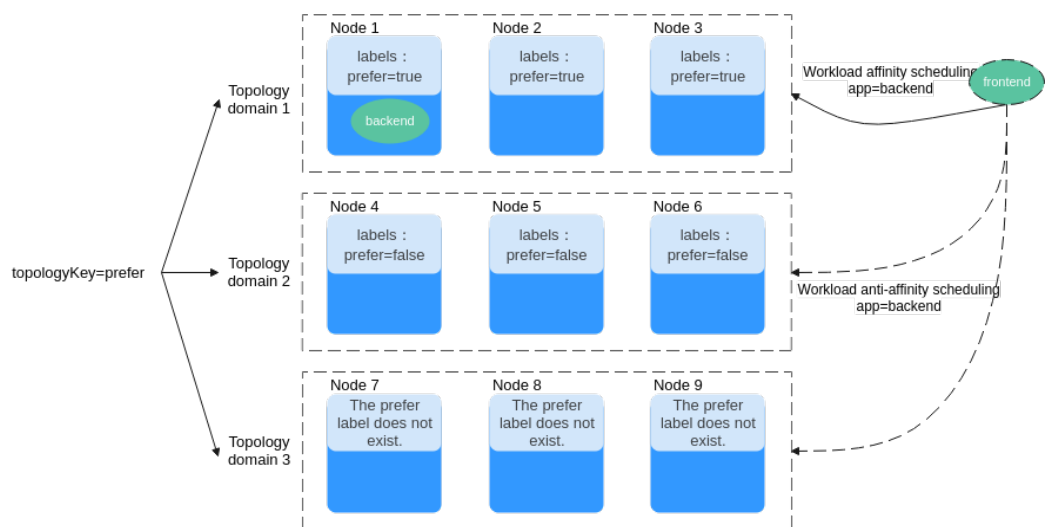 Node 1
Node 2
Node 3
labels：
prefer=true
labels：
prefer=true
labels：
prefer=true
backend
Topology
domain 1
Workload affinity scheduling
app=backend
frontend
Node 4
Node 5
Node 6
labels：
prefer=false
labels：
prefer=false
labels：
prefer=false
topologyKey=prefer
Topology
domain 2
Workload anti-affinity scheduling
app=backend
Node 7
Node 8
Node 9
The prefer
label does not
exist.
The prefer
label does not
exist.
The prefer
label does not
exist.
Topology
domain 3